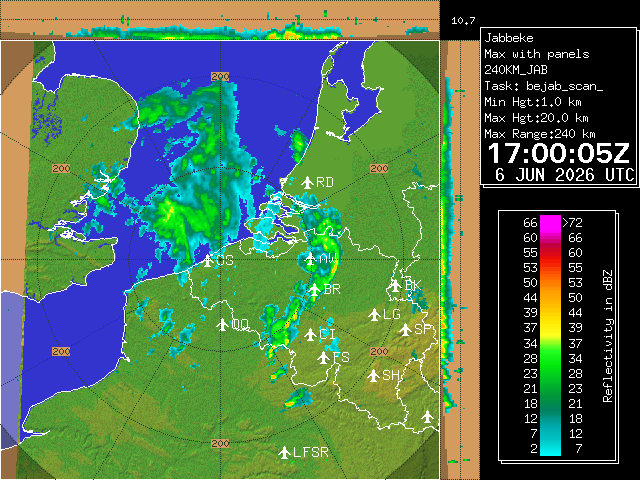 10.7
Jabbeke
Max with panels
240KM_JAB
Task: bejab_scan_
Min Hgt:1.0 km
Max Hgt:20.0 km
Max Range:240 km
17:00:05Z
6 JUN 2026 UTC
200
200
200
RD
OS
AW
BR
BK
LG
QQ
CI
SP
FS
SH
200
200
200
LFSR
66 >72
60 66
59 60
53 59
50 53
44 50
39 44
37 39
34 37
28 34
23 28
21 23
18 21
12 18
7 12
2 7
Reflectivity in dBZ